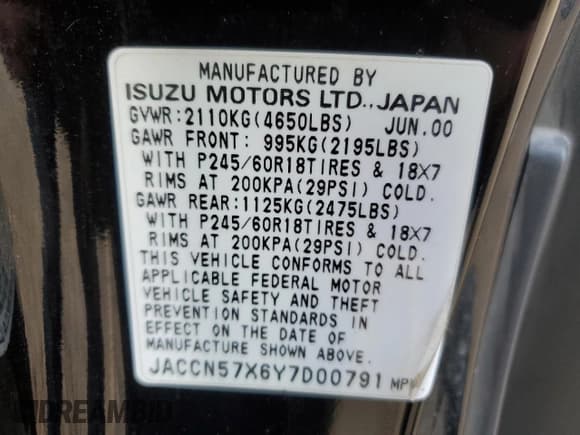 MANUFACTURED BY
ISUZU MOTORS LTD., JAPAN
GVWR:2110KG(4650LBS) JUN.00
GAWR FRONT: 995KG(2195LBS)
WITH P245/60R18TIRES & 18X7
RIMS AT 200KPA(29PSI) COLD.
GAWR REAR:1125KG(2475LBS)
WITH P245/60R18TIRES & 18X7
RIMS AT 200KPA(29PSI) COLD.
THIS VEHICLE CONFORMS TO ALL
APPLICABLE FEDERAL MOTOR
VEHICLE SAFETY AND THEFT
PREVENTION STANDARDS IN
EFFECT ON THE DATE OF
MANUFACTURE SHOWN ABOVE.
JACCN57X6Y7D00791
DREAMBID